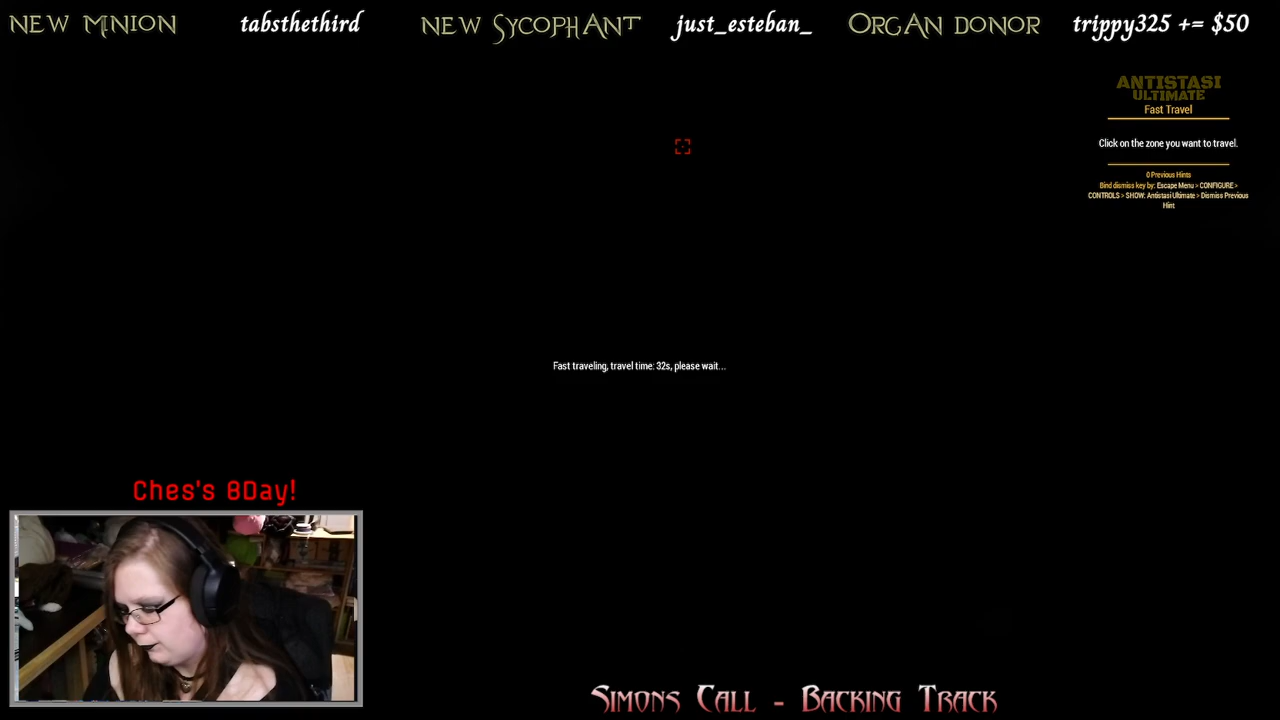 NEW MINION tabsthethird NEW SYCOPHANT just_esteban_ ORGAN DONOR trippy325 += $50
ANTISTASI
ULTIMATE
Fast Travel
Click on the zone you want to travel.
0 Previous Hints
Bind dismiss key by: Escape Menu > CONFIGURE >
CONTROLS > SHOW: Antistasi Ultimate > Dismiss Previous
Hint
Fast traveling, travel time: 32s, please wait...
Ches's BDay!
SIMONS CALL - BACKING TRACK